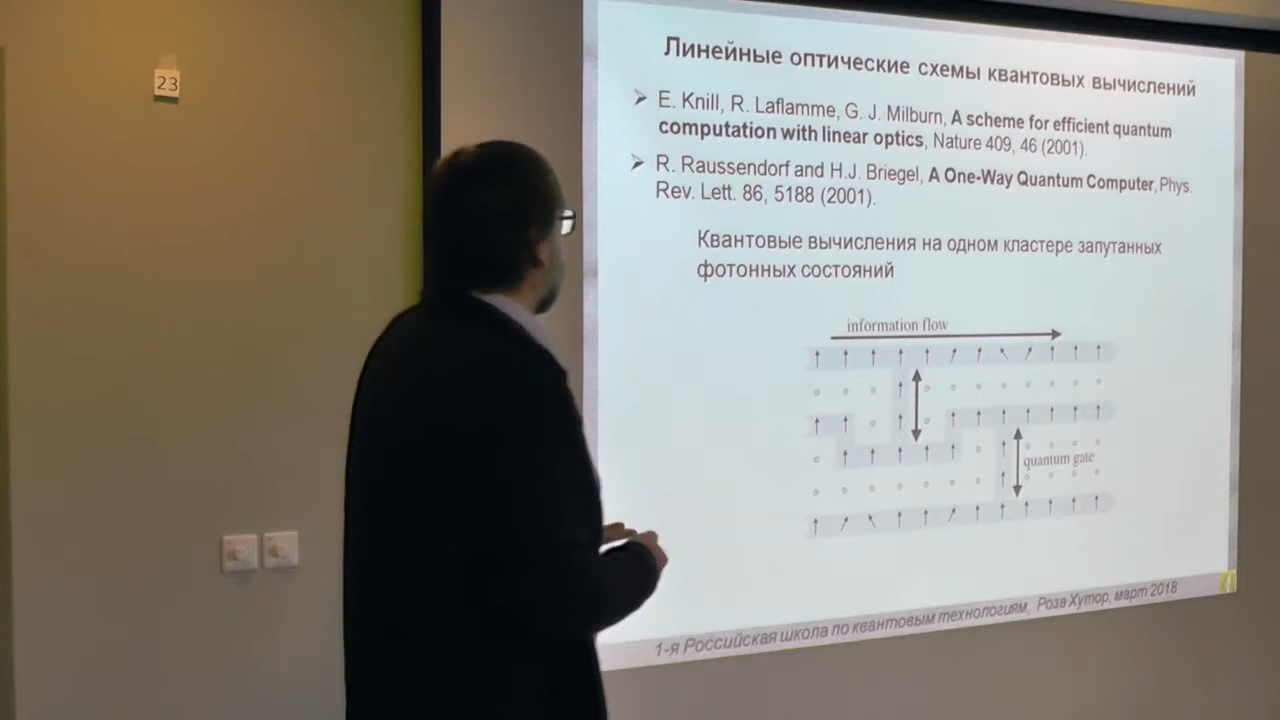 23
Линейные оптические схемы квантовых вычислений
E. Knill, R. Laflamme, G. J. Milburn, A scheme for efficient quantum
computation with linear optics, Nature 409, 46 (2001).
R. Raussendorf and H.J. Briegel, A One-Way Quantum Computer, Phys.
Rev. Lett. 86, 5188 (2001).
Квантовые вычисления на одном кластере запутанных
фотонных состояний
information flow
quantum gate
1-я Российская школа по квантовым технологиям, Роза Хутор, март 2018